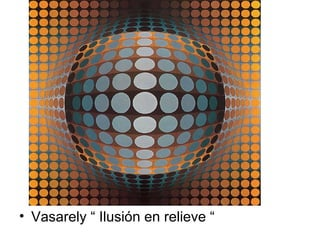 • Vasarely “ Ilusión en relieve “